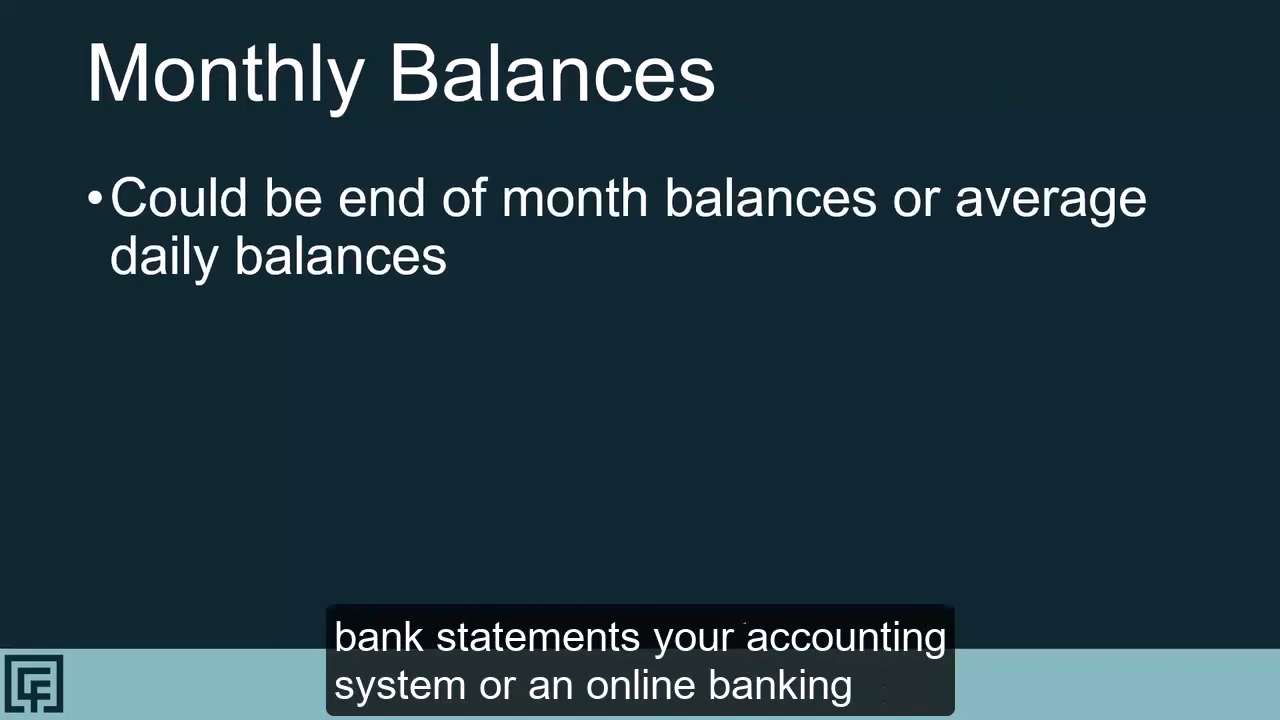 Monthly Balances
•Could be end of month balances or average
daily balances
bank statements your accounting
system or an online banking